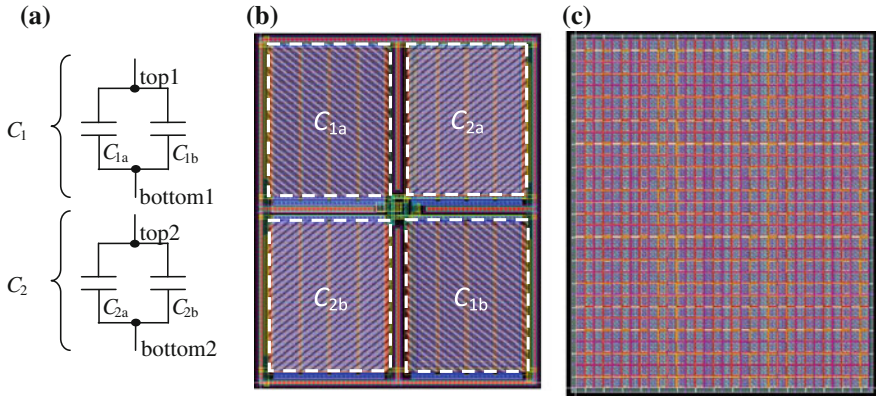 (a)
top1
C1
C1a
C1b
bottom1
top2
C2
C2a
C2b
bottom2
(b)
C1a
C2a
C2b
C1b
(c)